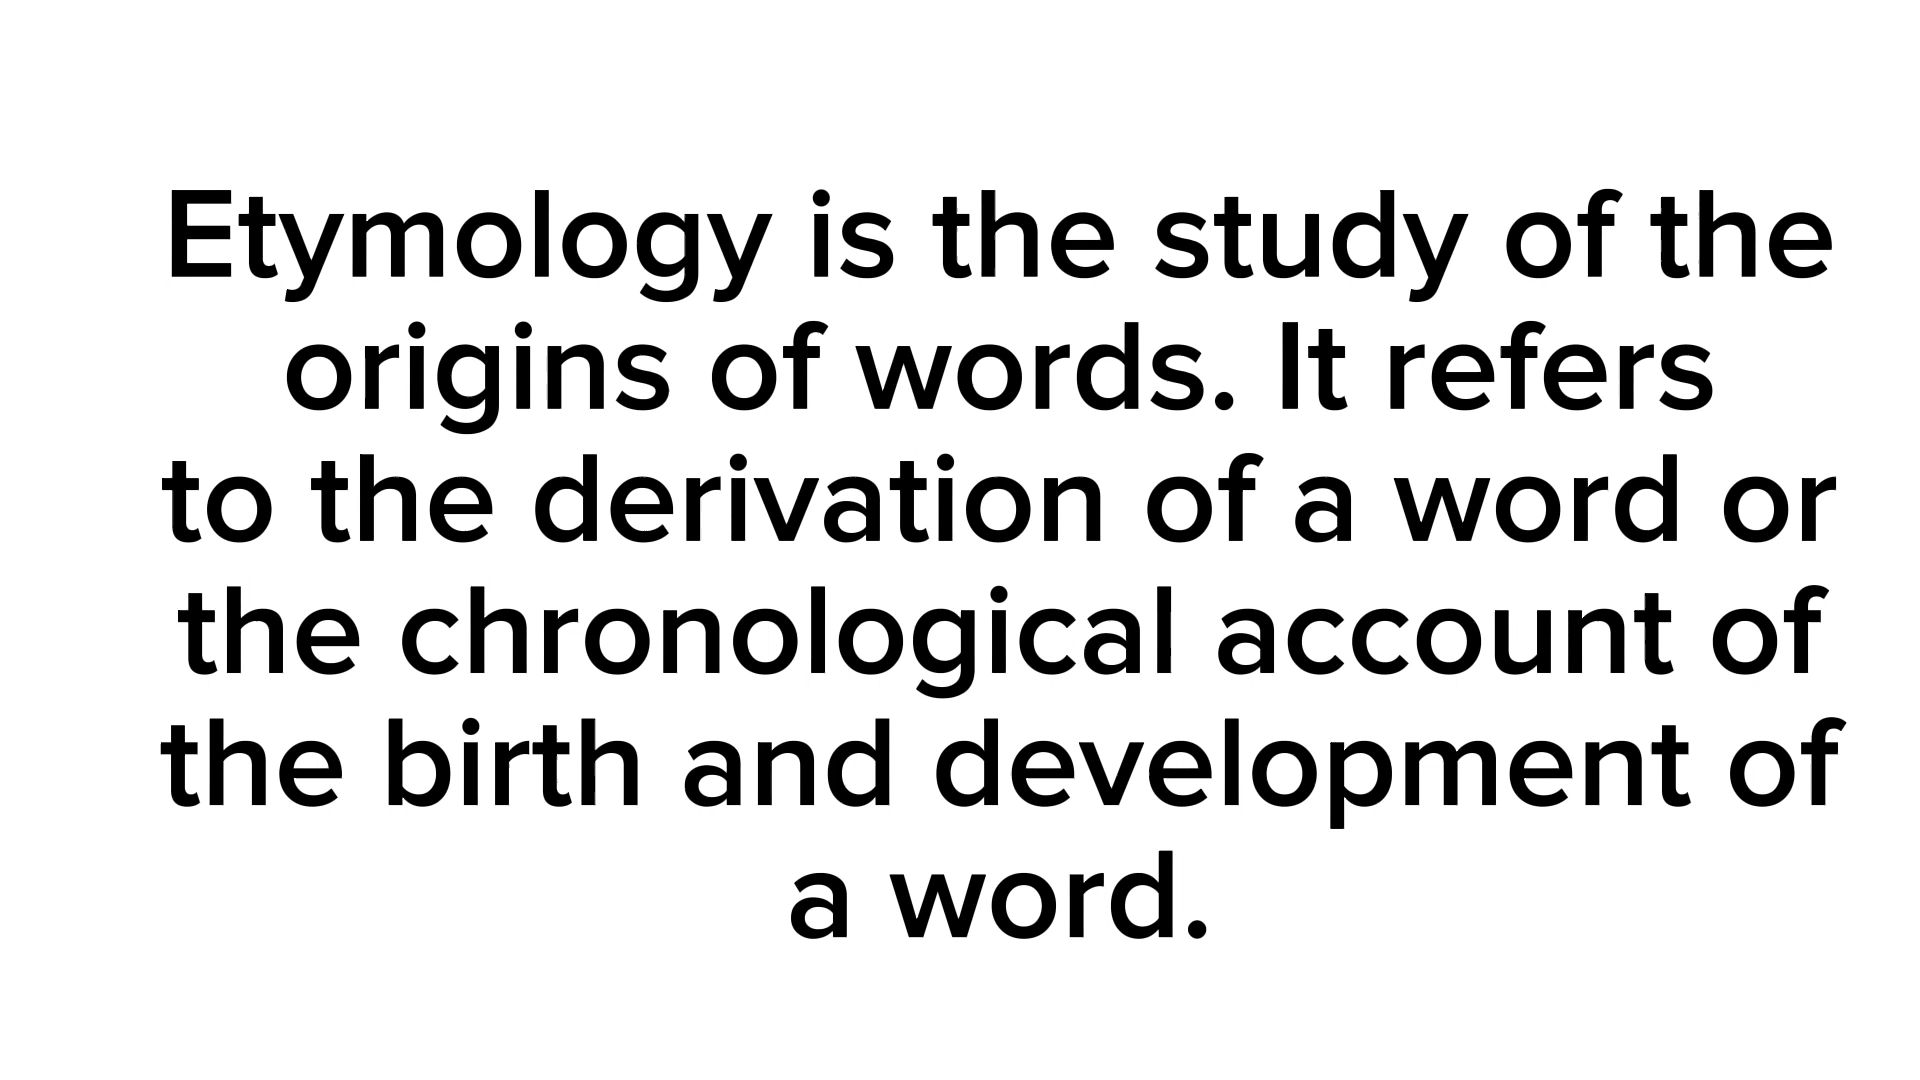 Etymology is the study of the
origins of words. It refers
to the derivation of a word or
the chronological account of
the birth and development of
a word.